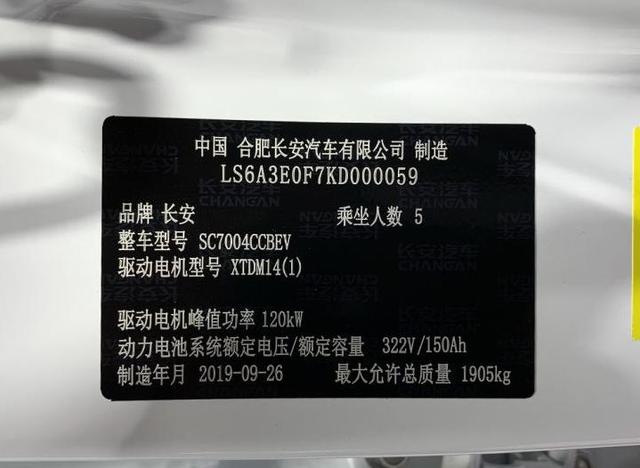 中国 合肥长安汽车有限公司 制造
LS6A3E0F7KD000059
品牌 长安 乘坐人数 5
整车型号 SC7004CCBEV
驱动电机型号 XTDM14(1)
驱动电机峰值功率 120kW
动力电池系统额定电压/额定容量 322V/150Ah
制造年月 2019-09-26 最大允许总质量 1905kg